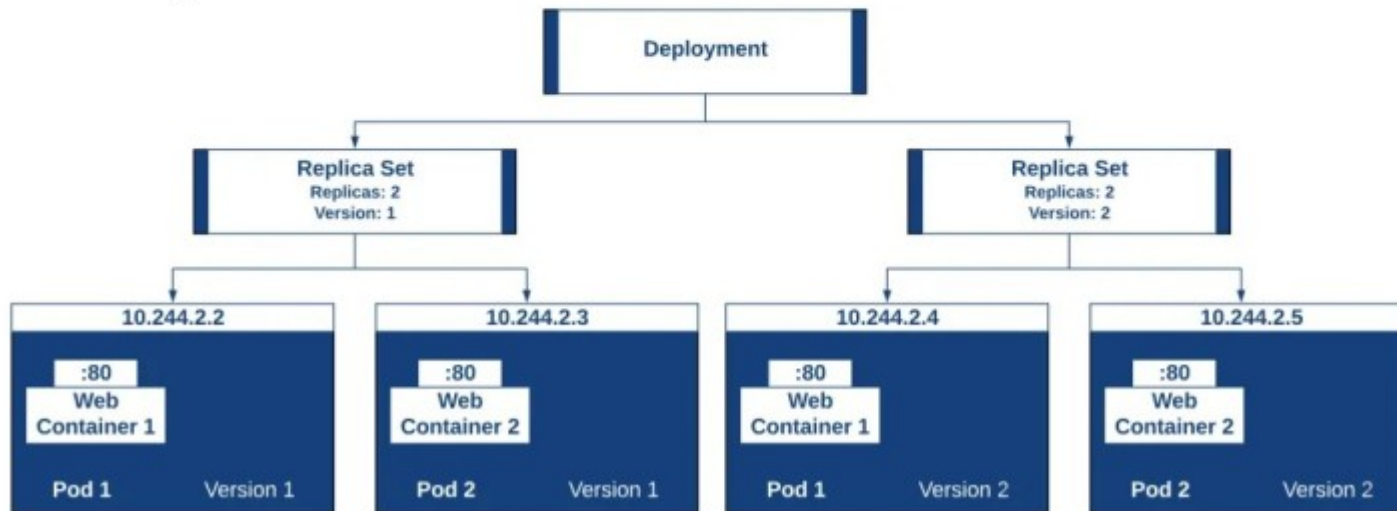 Deployment
Replica Set
Replicas: 2
Version: 1
Replica Set
Replicas: 2
Version: 2
10.244.2.2
:80
Web
Container 1
Pod 1 Version 1
10.244.2.3
:80
Web
Container 2
Pod 2 Version 1
10.244.2.4
:80
Web
Container 1
Pod 1 Version 2
10.244.2.5
:80
Web
Container 2
Pod 2 Version 2